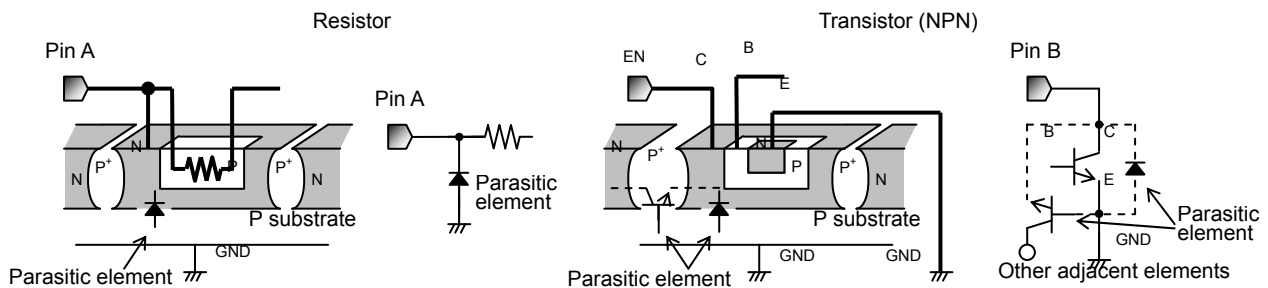 Resistor
Transistor (NPN)
Pin A
Pin A
EN
C
B
E
Pin B
N
N
P+
P
P+
N
Parasitic
element
P substrate
GND
Parasitic element
N
P+
N
P
P+
N
P substrate
GND
GND
Parasitic element
B
C
E
Parasitic
element
GND
Other adjacent elements